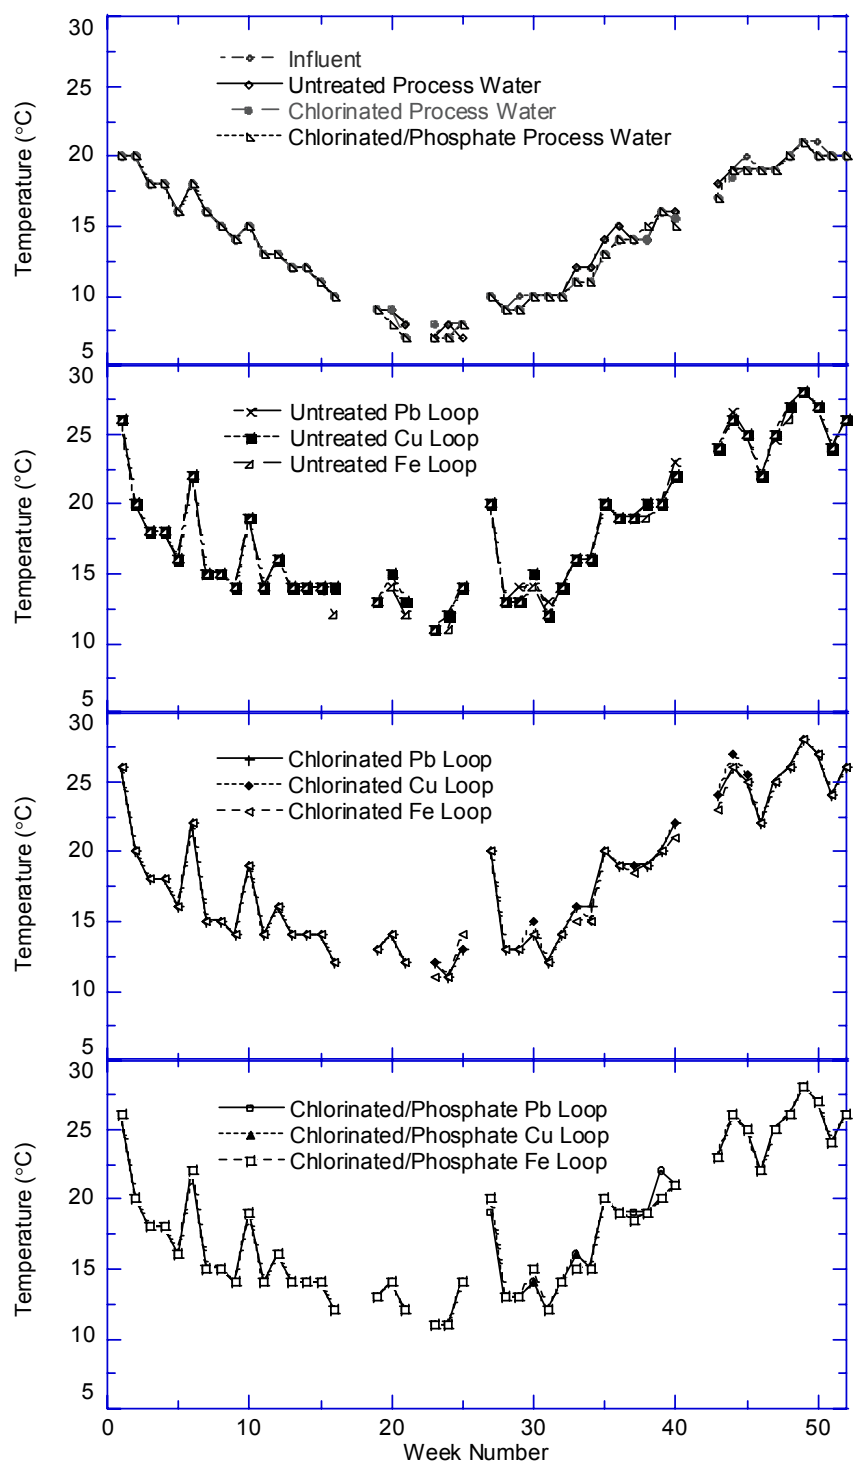 30
25
20
15
10
5
Temperature (°C)
Influent
Untreated Process Water
Chlorinated Process Water
Chlorinated/Phosphate Process Water
30
25
20
15
10
5
Temperature (°C)
Untreated Pb Loop
Untreated Cu Loop
Untreated Fe Loop
30
25
20
15
10
5
Temperature (°C)
Chlorinated Pb Loop
Chlorinated Cu Loop
Chlorinated Fe Loop
30
25
20
15
10
5
Temperature (°C)
Chlorinated/Phosphate Pb Loop
Chlorinated/Phosphate Cu Loop
Chlorinated/Phosphate Fe Loop
0 10 20 30 40 50
Week Number